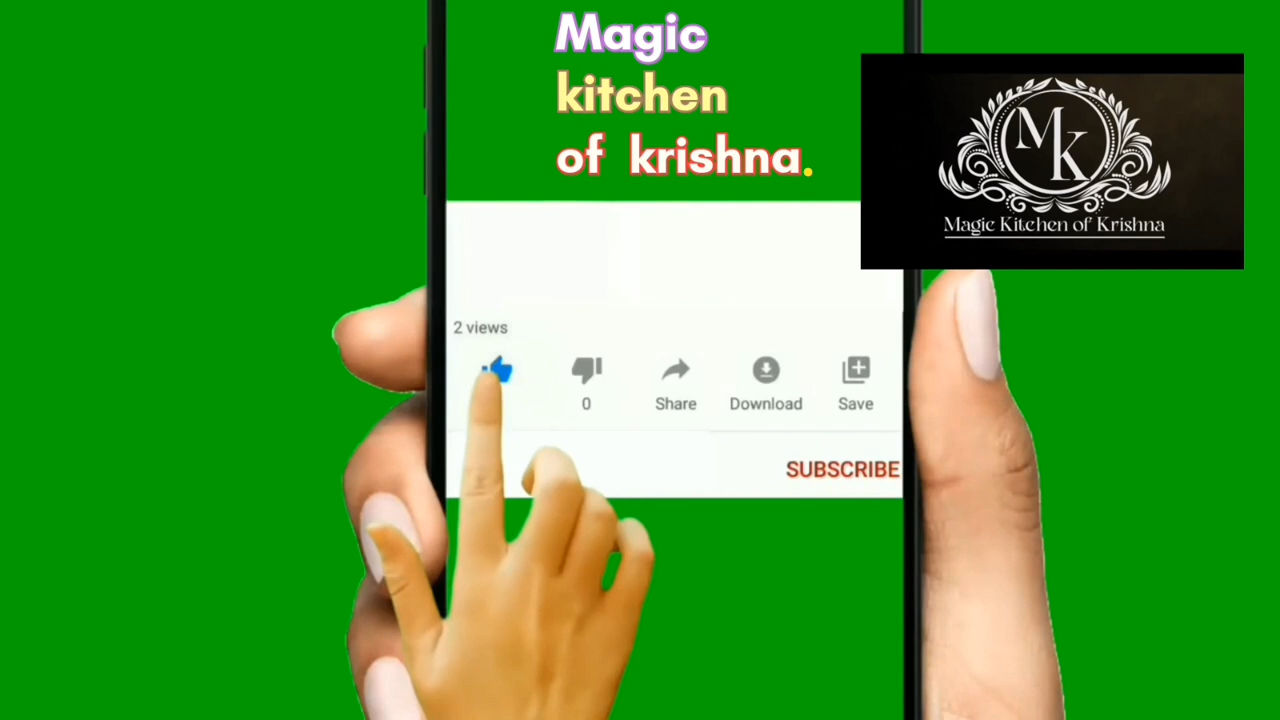 Magic
kitchen
of krishna.
MK
Magic Kitchen of Krishna
2 views
0
Share
Download
Save
SUBSCRIBE